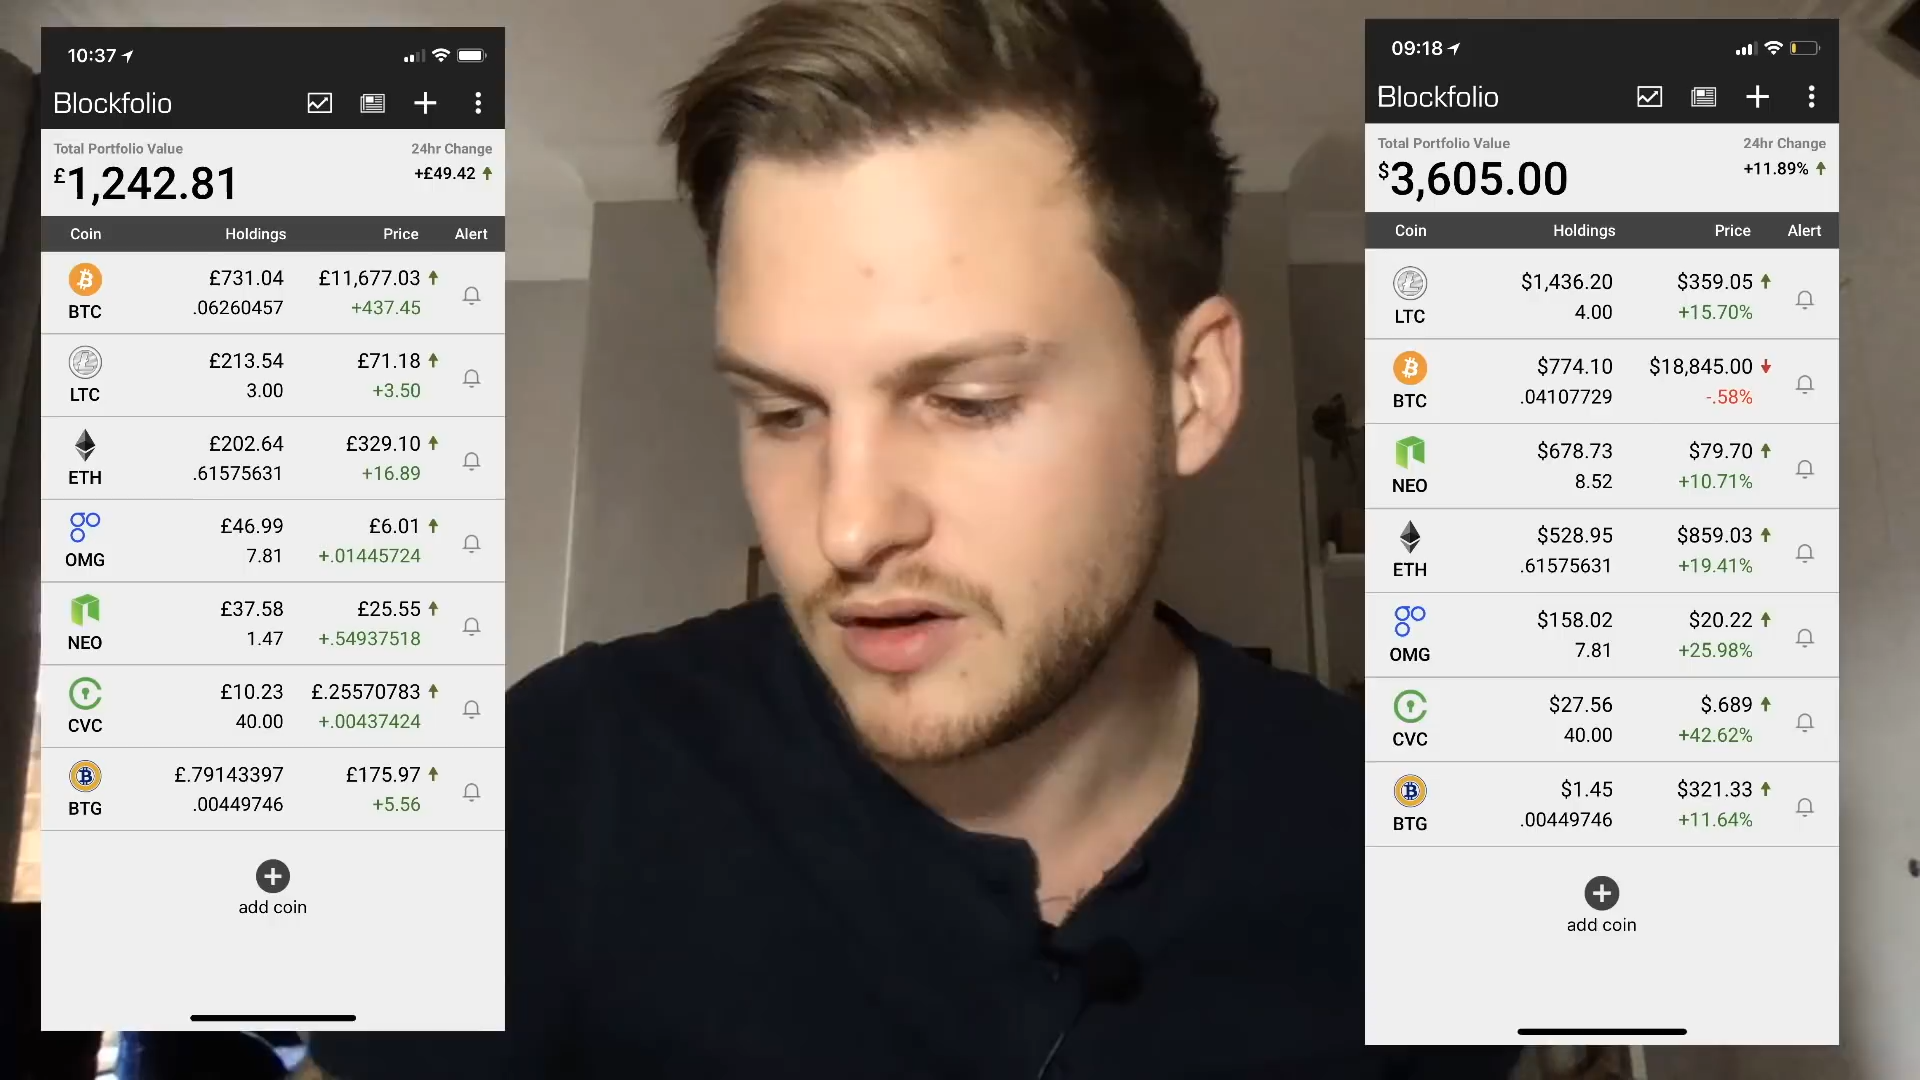 10:37
Blockfolio
Total Portfolio Value 24hr Change
£1,242.81 +£49.42
Coin Holdings Price Alert
£731.04 £11,677.03
BTC .06260457 +437.45
£213.54 £71.18
LTC 3.00 +3.50
£202.64 £329.10
ETH .61575631 +16.89
£46.99 £6.01
OMG 7.81 +.01445724
£37.58 £25.55
NEO 1.47 +.54937518
£10.23 £.25570783
CVC 40.00 +.00437424
£.79143397 £175.97
BTG .00449746 +5.56
add coin
09:18
Blockfolio
Total Portfolio Value 24hr Change
$3,605.00 +11.89%
Coin Holdings Price Alert
$1,436.20 $359.05
LTC 4.00 +15.70%
$774.10 $18,845.00
BTC .04107729 -.58%
$678.73 $79.70
NEO 8.52 +10.71%
$528.95 $859.03
ETH .61575631 +19.41%
$158.02 $20.22
OMG 7.81 +25.98%
$27.56 $.689
CVC 40.00 +42.62%
$1.45 $321.33
BTG .00449746 +11.64%
add coin